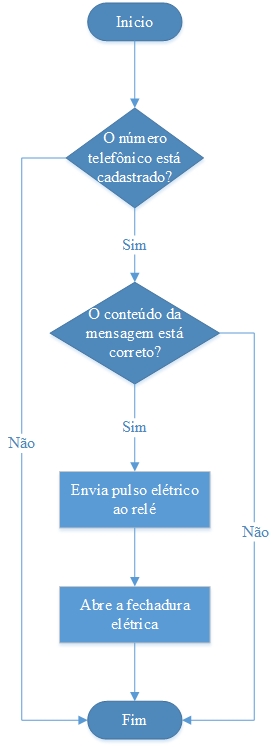 Inicio
O número
telefônico está
cadastrado?
Sim
O conteúdo da
mensagem está
correto?
Sim
Não
Envia pulso elétrico
ao relé
Não
Abre a fechadura
elétrica
Fim